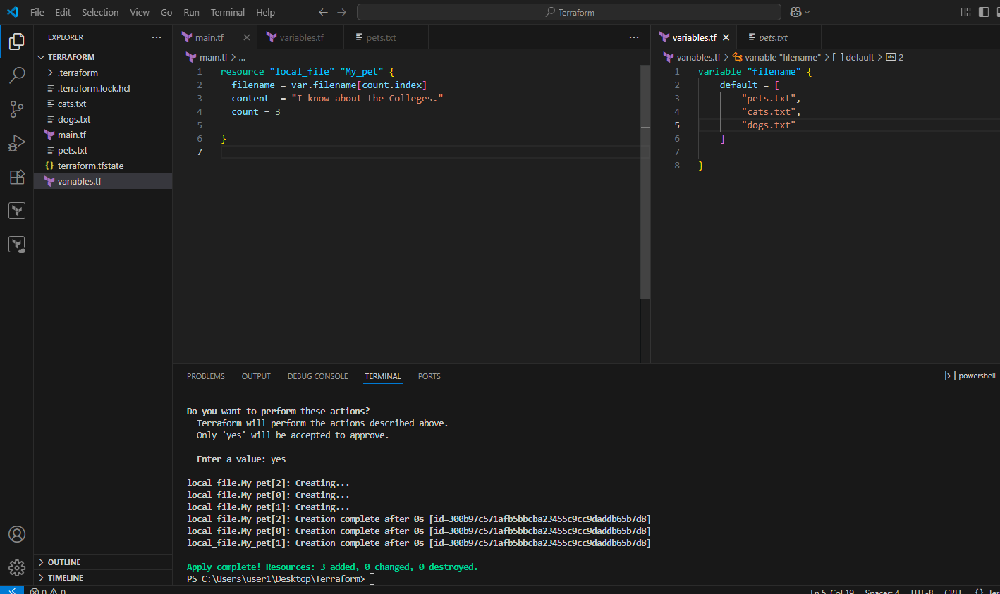 File Edit Selection View Go Run Terminal Help
Terraform
EXPLORER
TERRAFORM
.terraform
.terraform.lock.hcl
cats.txt
dogs.txt
main.tf
pets.txt
terraform.tfstate
variables.tf
OUTLINE
TIMELINE
main.tf variables.tf pets.txt
main.tf > ...
1 resource "local_file" "My_pet" {
2 filename = var.filename[count.index]
3 content = "I know about the Colleges."
4 count = 3
5
6 }
7
variables.tf pets.txt
variables.tf > variable "filename" > [ ] default > abc 2
1 variable "filename" {
2 default = [
3 "pets.txt",
4 "cats.txt",
5 "dogs.txt"
6 ]
7
8 }
PROBLEMS OUTPUT DEBUG CONSOLE TERMINAL PORTS
powershell
Do you want to perform these actions?
Terraform will perform the actions described above.
Only 'yes' will be accepted to approve.
Enter a value: yes
local_file.My_pet[2]: Creating...
local_file.My_pet[0]: Creating...
local_file.My_pet[1]: Creating...
local_file.My_pet[2]: Creation complete after 0s [id=300b97c571afb5bbcba23455c9cc9daddb65b7d8]
local_file.My_pet[0]: Creation complete after 0s [id=300b97c571afb5bbcba23455c9cc9daddb65b7d8]
local_file.My_pet[1]: Creation complete after 0s [id=300b97c571afb5bbcba23455c9cc9daddb65b7d8]
Apply complete! Resources: 3 added, 0 changed, 0 destroyed.
PS C:\Users\user1\Desktop\Terraform>
0 0 Ln 5, Col 19 Spaces: 4 UTF-8 CRLF { } Ter